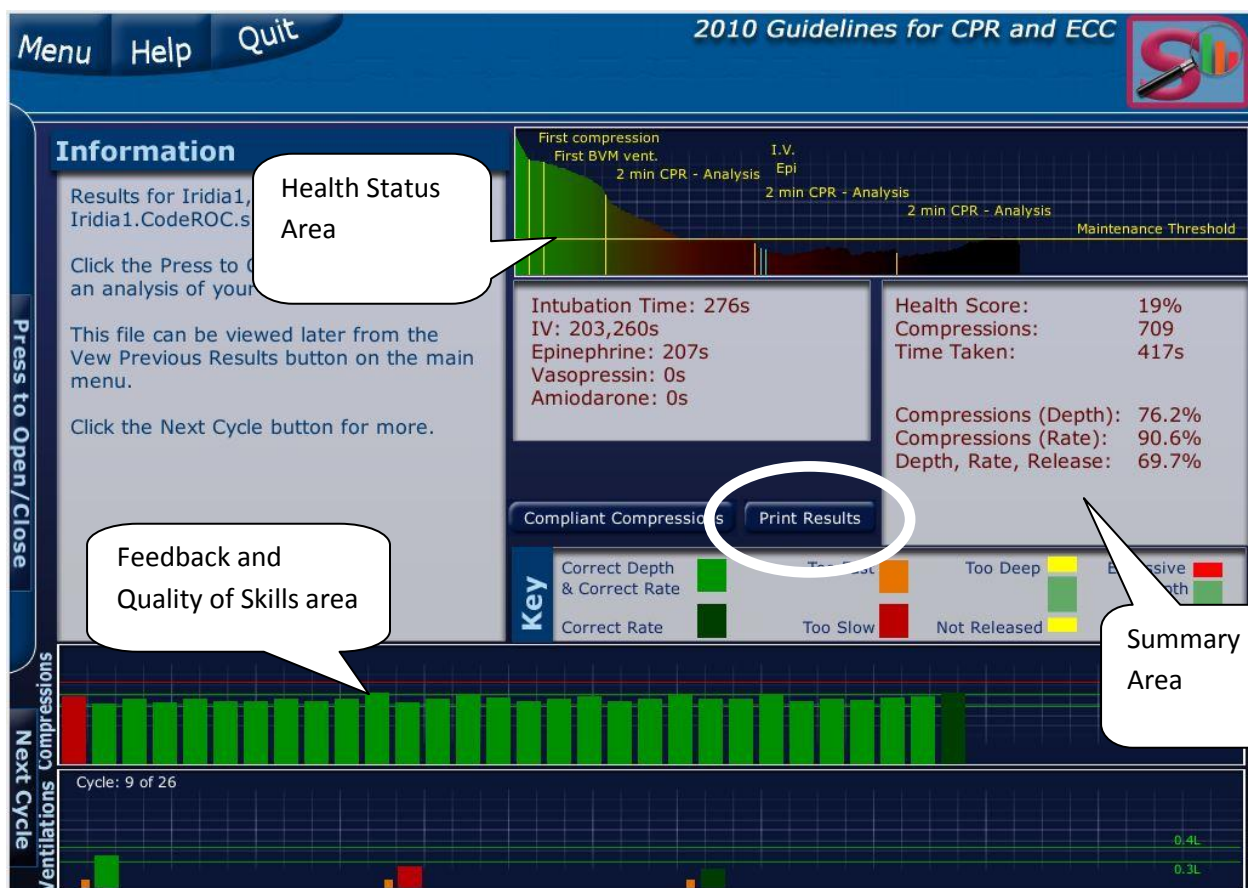 Menu
Help
Quit
2010 Guidelines for CPR and ECC
Information
Results for Iridia1,
Iridia1.CodeROC.s
Click the Press to
an analysis of your
This file can be viewed later from the
Vew Previous Results button on the main
menu.
Click the Next Cycle button for more.
Health Status
Area
First compression
First BVM vent.
2 min CPR - Analysis
I.V.
Epi
2 min CPR - Analysis
2 min CPR - Analysis
Maintenance Threshold
Intubation Time: 276s
IV: 203,260s
Epinephrine: 207s
Vasopressin: 0s
Amiodarone: 0s
Health Score: 19%
Compressions: 709
Time Taken: 417s
Compressions (Depth): 76.2%
Compressions (Rate): 90.6%
Depth, Rate, Release: 69.7%
Compliant Compressions
Print Results
Press to Open/Close
Feedback and
Quality of Skills area
Key
Correct Depth
& Correct Rate
Correct Rate
Too Slow
Too Deep
Not Released
Summary
Area
Compressions
Next Cycle
Ventilations
Cycle: 9 of 26
0.4L
0.3L